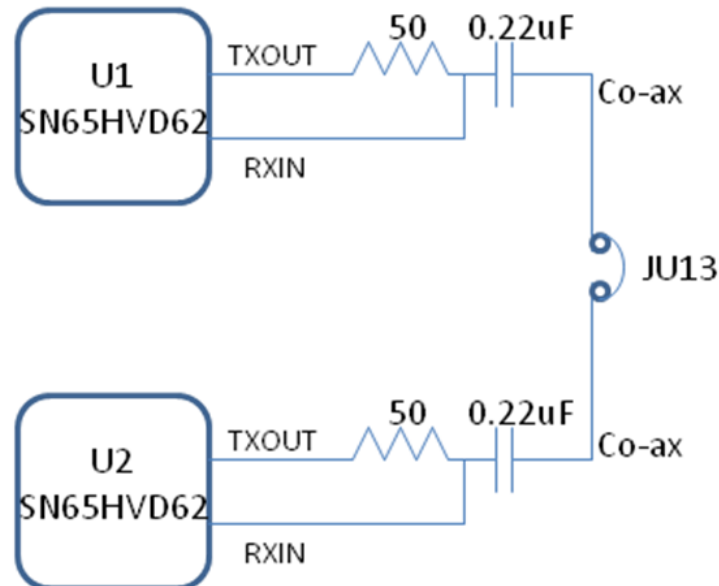 50 0.22uF
TXOUT
U1
Co-ax
SN65HVD62
RXIN
JU13
50 0.22uF
TXOUT
Co-ax
U2
SN65HVD62
RXIN